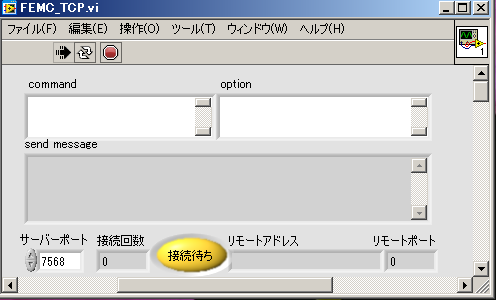 FEMC_TCP.vi
ファイル(F) 編集(E) 操作(O) ツール(T) ウィンドウ(W) ヘルプ(H)
1
command option
send message
サーバーポート 接続回数 接続待ち リモートアドレス リモートポート
7568 0 0